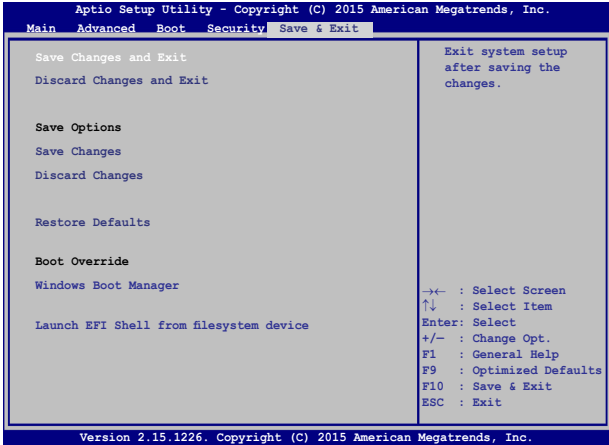 Aptio Setup Utility - Copyright (C) 2015 American Megatrends, Inc.
Main Advanced Boot Security Save & Exit
Save Changes and Exit
Discard Changes and Exit
Save Options
Save Changes
Discard Changes
Restore Defaults
Boot Override
Windows Boot Manager
Launch EFI Shell from filesystem device
Exit system setup
after saving the
changes.
→← : Select Screen
↑↓ : Select Item
Enter: Select
+/− : Change Opt.
F1 : General Help
F9 : Optimized Defaults
F10 : Save & Exit
ESC : Exit
Version 2.15.1226. Copyright (C) 2015 American Megatrends, Inc.